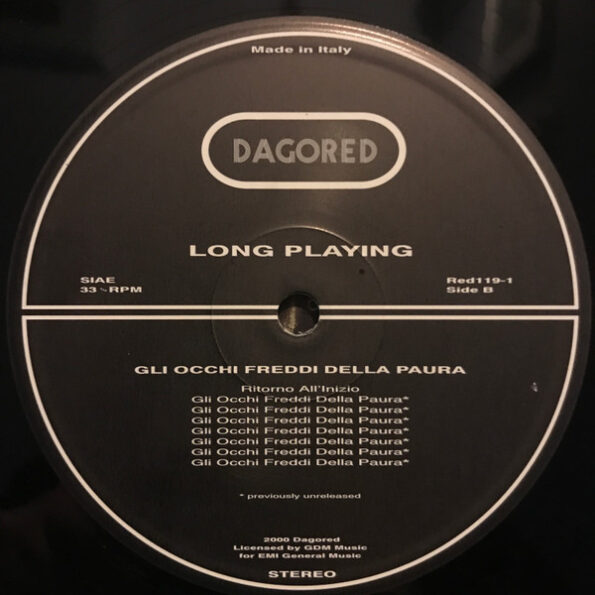 Made in Italy
DAGORED
LONG PLAYING
SIAE
33 ⅓ RPM
Red119-1
Side B
GLI OCCHI FREDDI DELLA PAURA
Ritorno All'Inizio
Gli Occhi Freddi Della Paura*
Gli Occhi Freddi Della Paura*
Gli Occhi Freddi Della Paura*
Gli Occhi Freddi Della Paura*
Gli Occhi Freddi Della Paura*
Gli Occhi Freddi Della Paura*
Gli Occhi Freddi Della Paura*
* previously unreleased
2000 Dagored
Licensed by GDM Music
for EMI General Music
STEREO